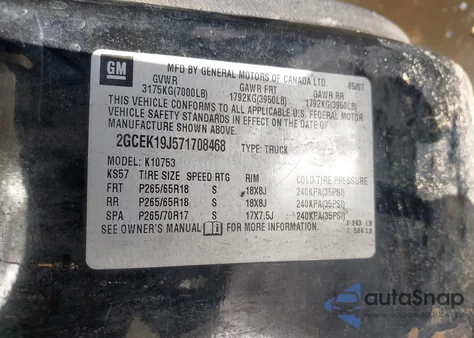 GM
MFD BY GENERAL MOTORS OF CANADA LTD. 05/07
GVWR GAWR FRT GAWR RR
3175KG(7000LB) 1792KG(3950LB) 1792KG(3950LB)
THIS VEHICLE CONFORMS TO ALL APPLICABLE U.S. FEDERAL MOTOR
VEHICLE SAFETY STANDARDS IN EFFECT ON THE DATE OF
MANUFACTURE SHOWN ABOVE.
2GCEK19J571708468 TYPE: TRUCK
MODEL: K10753
KS57 TIRE SIZE SPEED RTG RIM COLD TIRE PRESSURE
FRT P265/65R18 S 18X8J 240KPA(35PSI)
RR P265/65R18 S 18X8J 240KPA(35PSI)
SPA P265/70R17 S 17X7.5J 240KPA(35PSI)
SEE OWNER'S MANUAL FOR MORE INFORMATION.
autoSnap